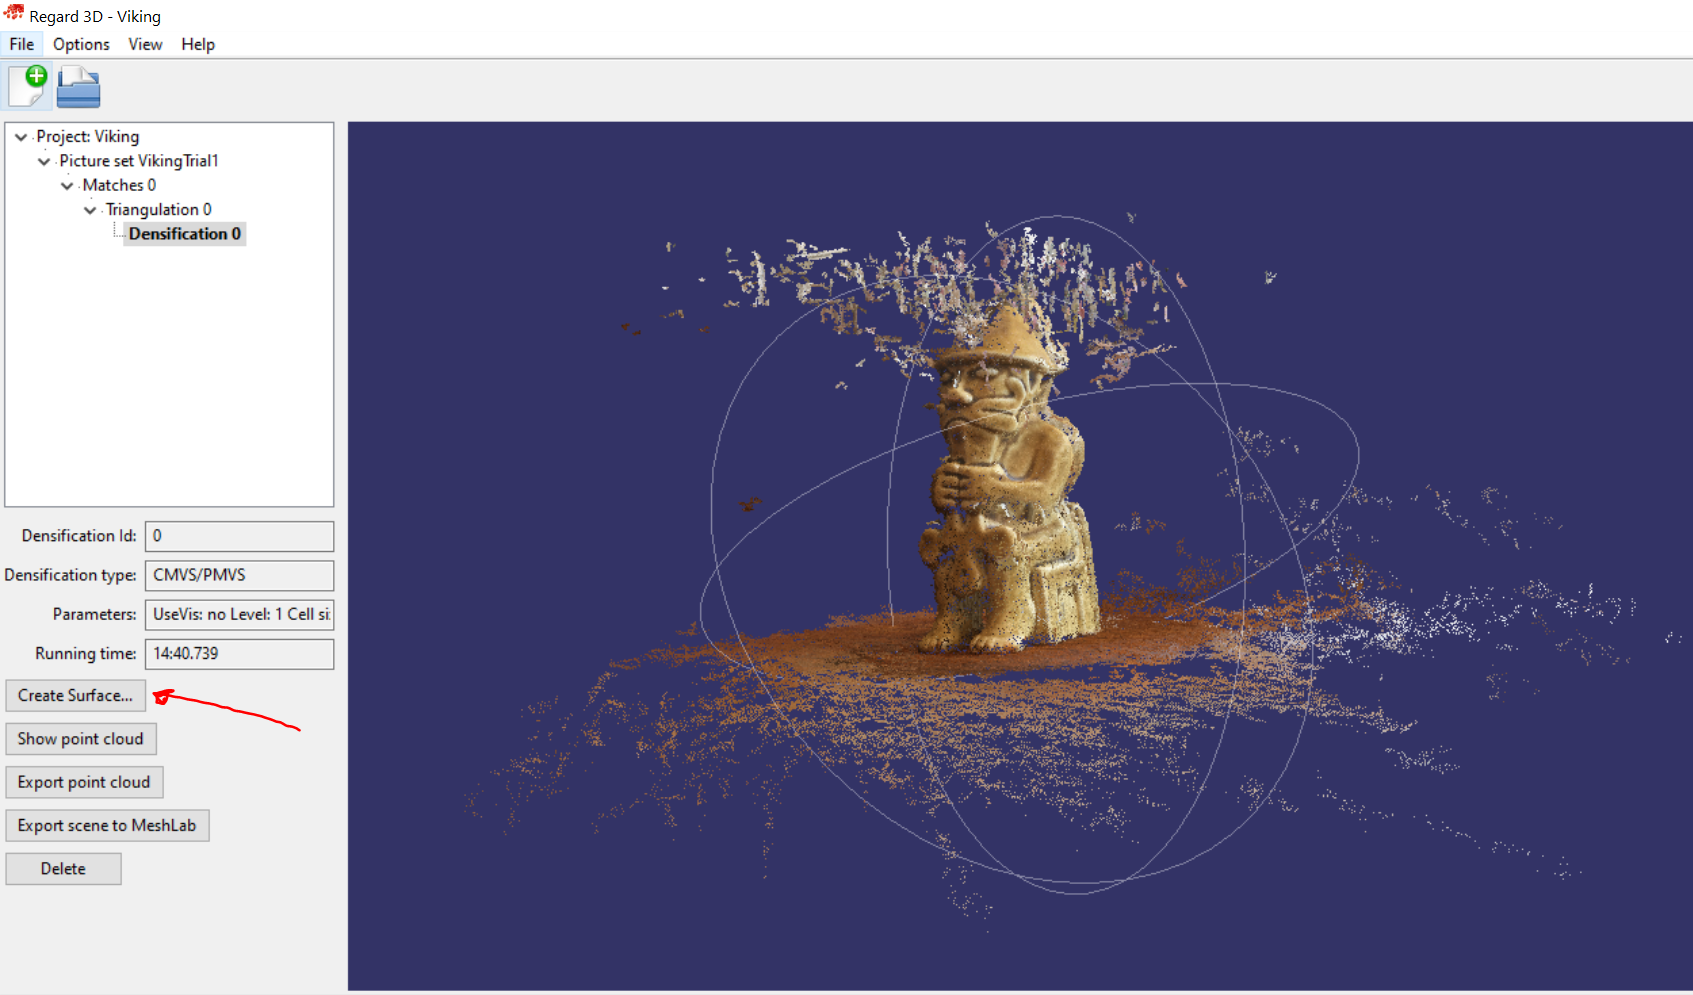 Regard 3D - Viking
File Options View Help
Project: Viking
Picture set VikingTrial1
Matches 0
Triangulation 0
Densification 0
Densification Id: 0
Densification type: CMVS/PMVS
Parameters: UseVis: no Level: 1 Cell si
Running time: 14:40.739
Create Surface...
Show point cloud
Export point cloud
Export scene to MeshLab
Delete